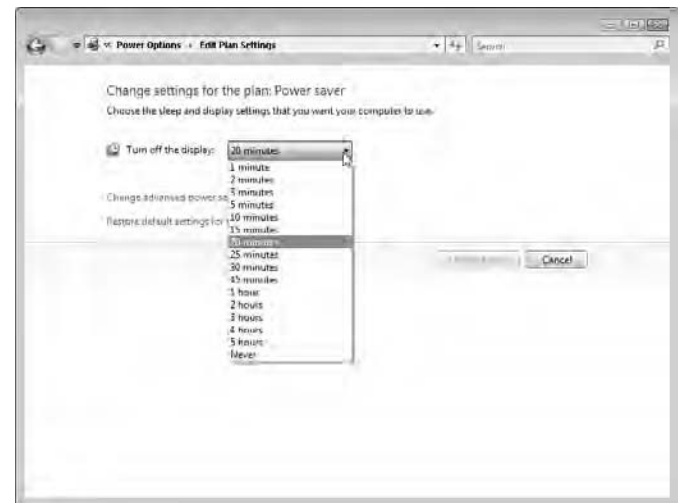 « Power Options › Edit Plan Settings
Search
Change settings for the plan: Power saver
Choose the sleep and display settings that you want your computer to use.
Turn off the display: 20 minutes
1 minute
2 minutes
3 minutes
5 minutes
10 minutes
15 minutes
20 minutes
25 minutes
30 minutes
45 minutes
1 hour
2 hours
3 hours
4 hours
5 hours
Never
Change advanced power se
Restore default settings for
Cancel